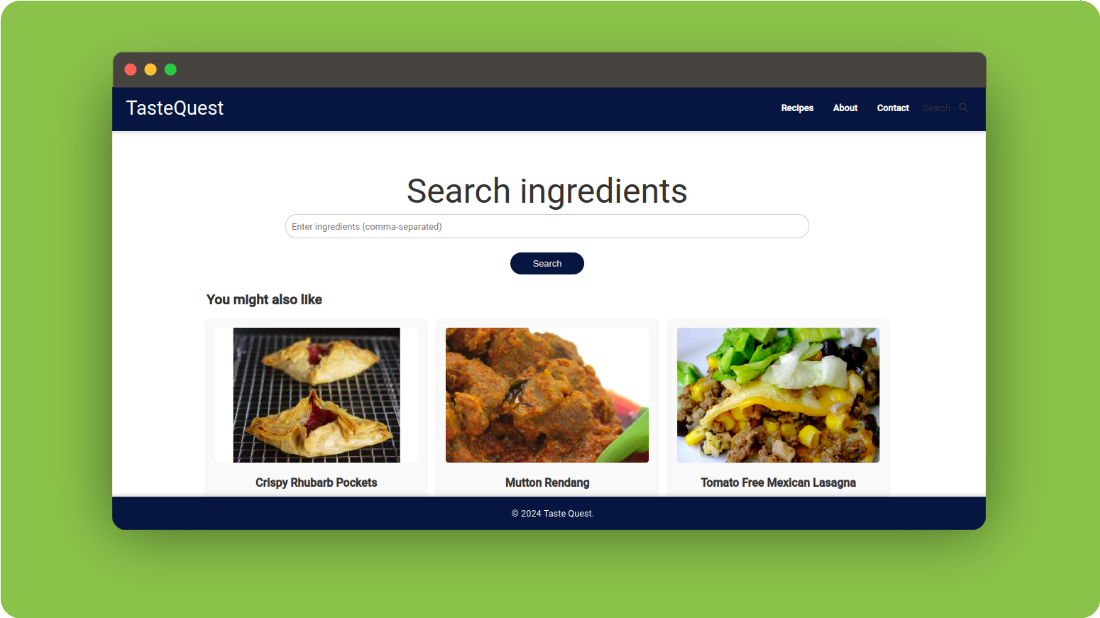 TasteQuest
Recipes About Contact Search
Search ingredients
Enter ingredients (comma-separated)
Search
You might also like
Crispy Rhubarb Pockets Mutton Rendang Tomato Free Mexican Lasagna
© 2024 Taste Quest.